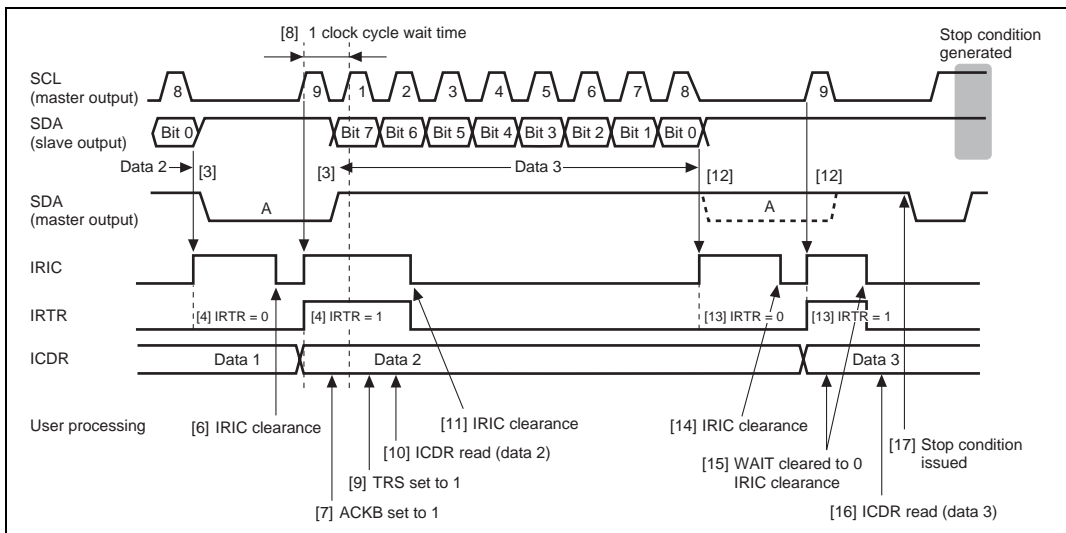 [8] 1 clock cycle wait time
Stop condition
generated
SCL
(master output)
8 9 1 2 3 4 5 6 7 8 9
SDA
(slave output)
Bit 0 Bit 7 Bit 6 Bit 5 Bit 4 Bit 3 Bit 2 Bit 1 Bit 0
Data 2 [3] [3] Data 3 [12] [12]
SDA
(master output)
A A
IRIC
IRTR
[4] IRTR = 0 [4] IRTR = 1 [13] IRTR = 0 [13] IRTR = 1
ICDR
Data 1 Data 2 Data 3
User processing
[6] IRIC clearance
[11] IRIC clearance
[14] IRIC clearance
[17] Stop condition
issued
[10] ICDR read (data 2)
[15] WAIT cleared to 0
IRIC clearance
[9] TRS set to 1
[7] ACKB set to 1
[16] ICDR read (data 3)